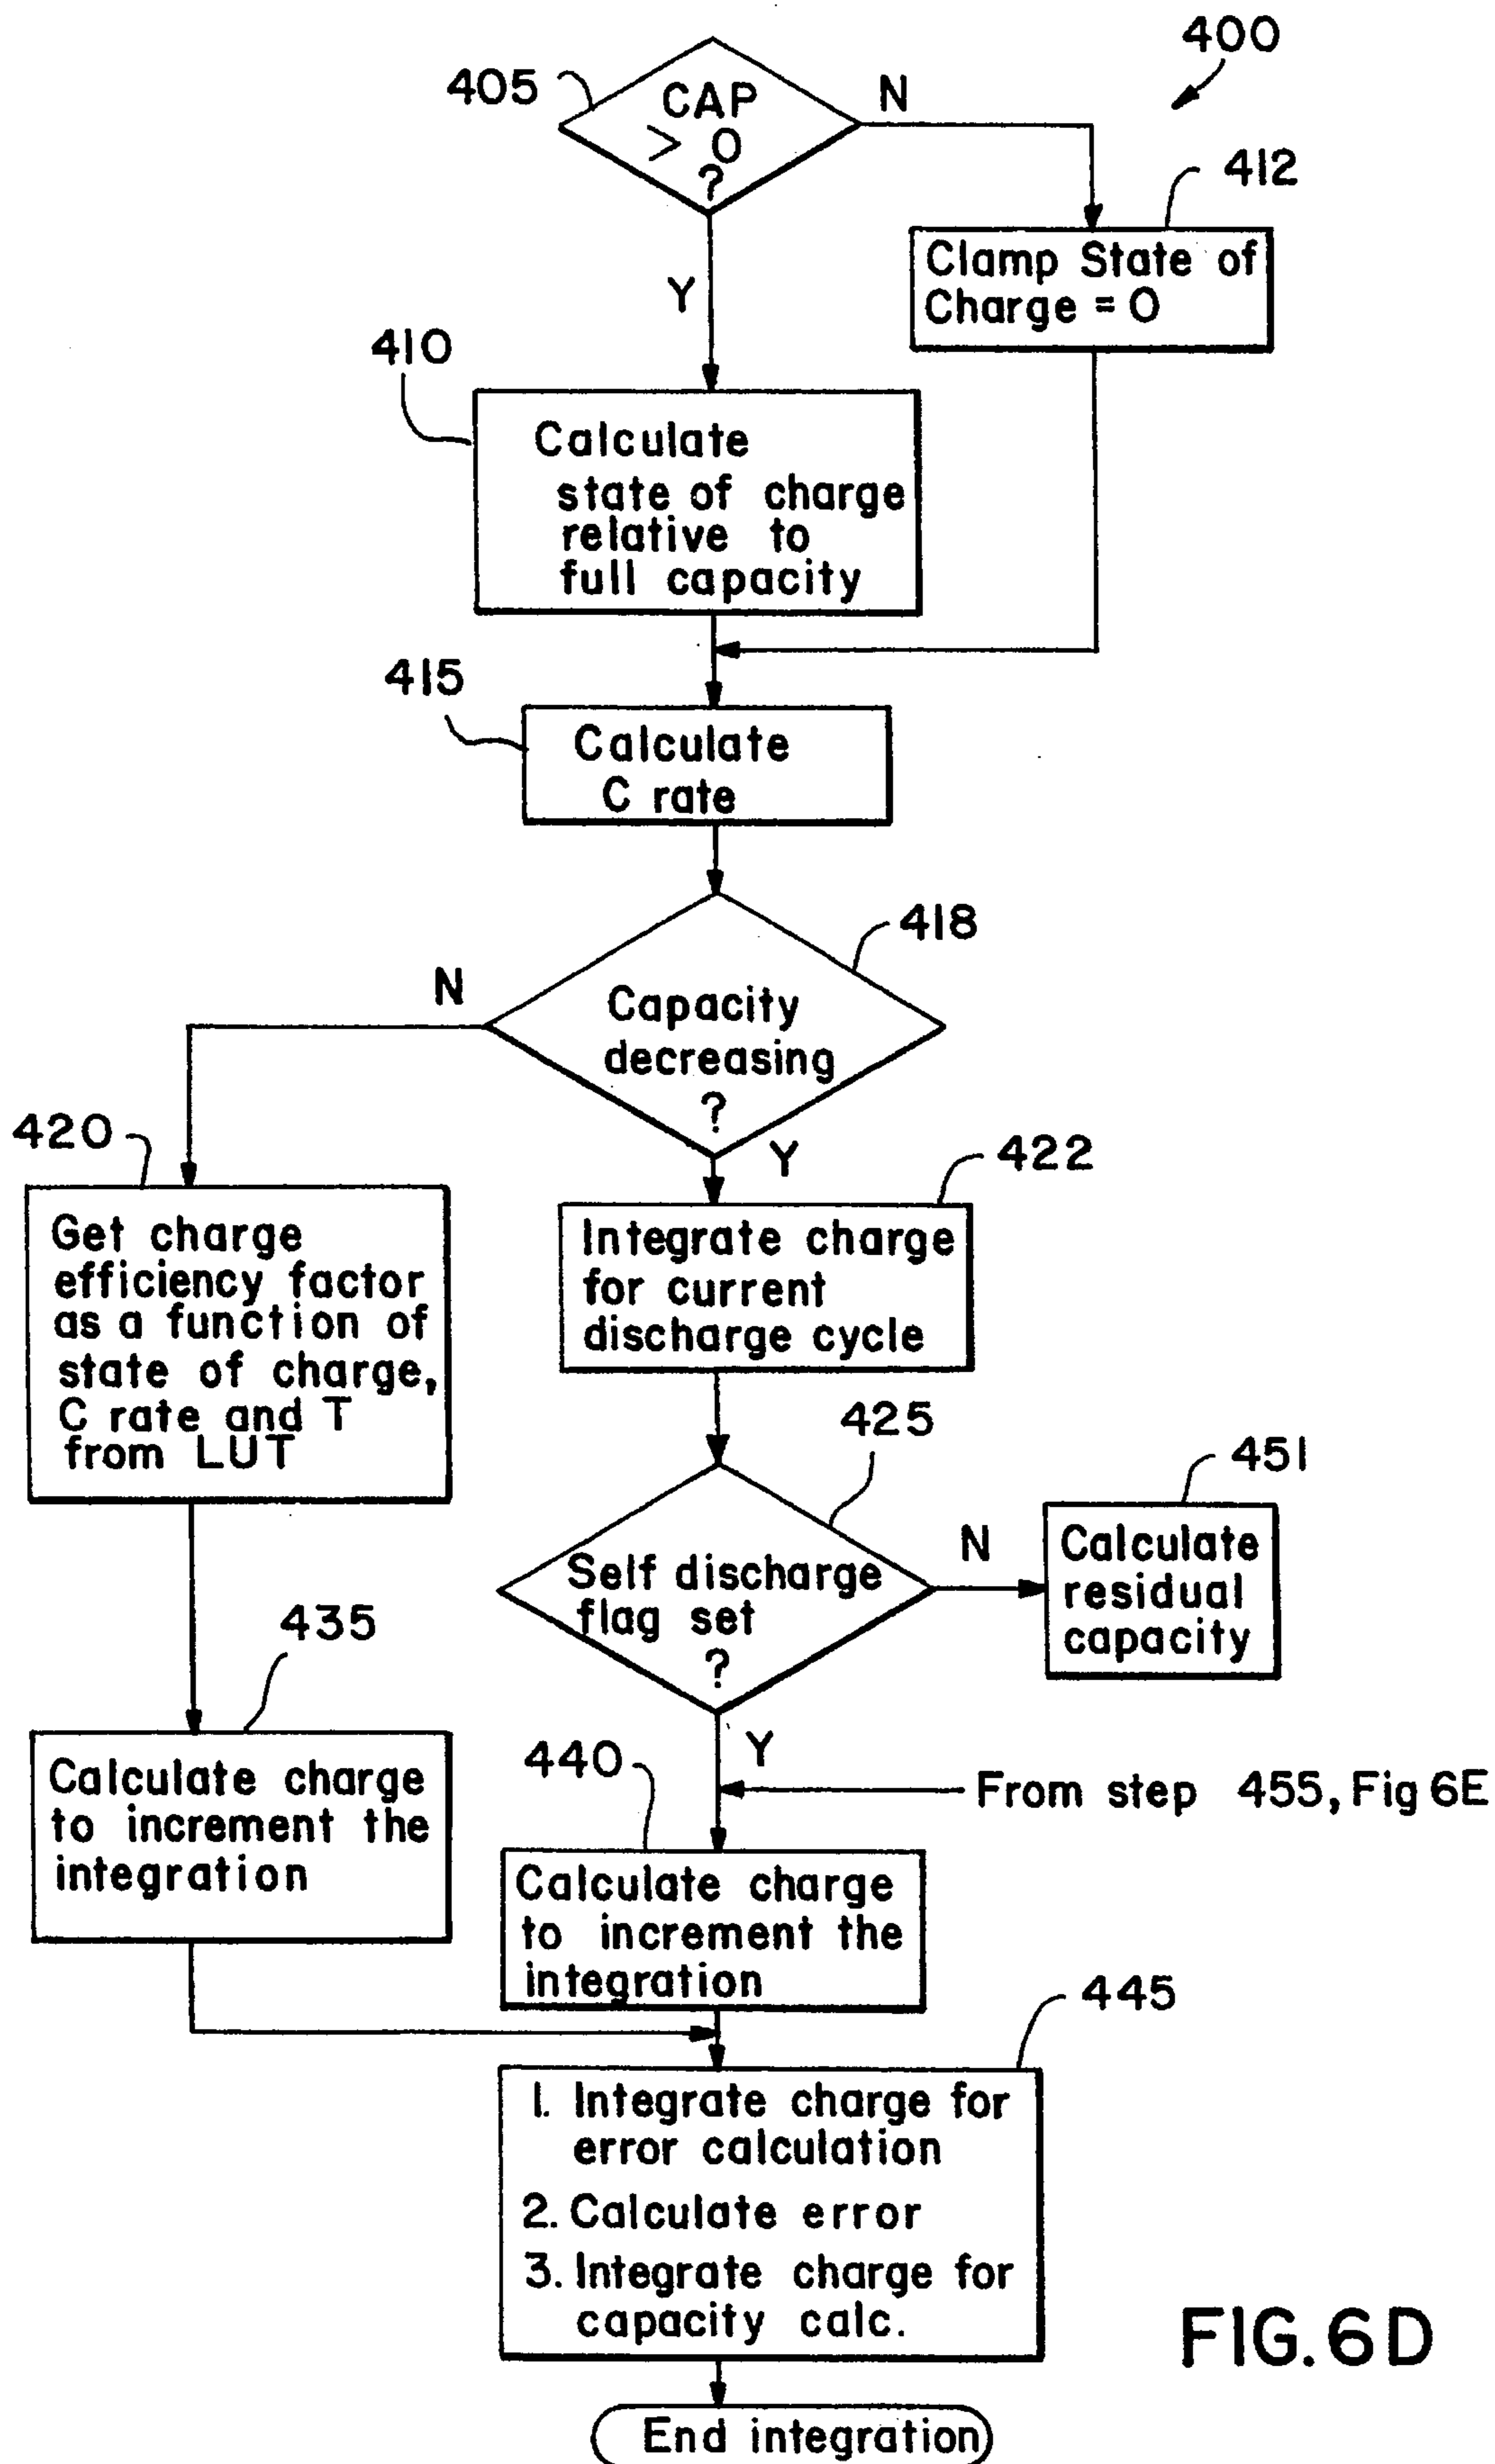 400
405
CAP
> 0
?
N
412
Clamp State of
Charge = 0
Y
410
Calculate
state of charge
relative to
full capacity
415
Calculate
C rate
418
N
Capacity
decreasing
?
Y
420
422
Get charge
efficiency factor
as a function of
state of charge,
C rate and T
from LUT
Integrate charge
for current
discharge cycle
425
451
Self discharge
flag set
?
N
Calculate
residual
capacity
435
Y
440
From step 455, Fig 6E
Calculate charge
to increment the
integration
Calculate charge
to increment the
integration
445
1. Integrate charge for
error calculation
2. Calculate error
3. Integrate charge for
capacity calc.
FIG. 6D
End integration